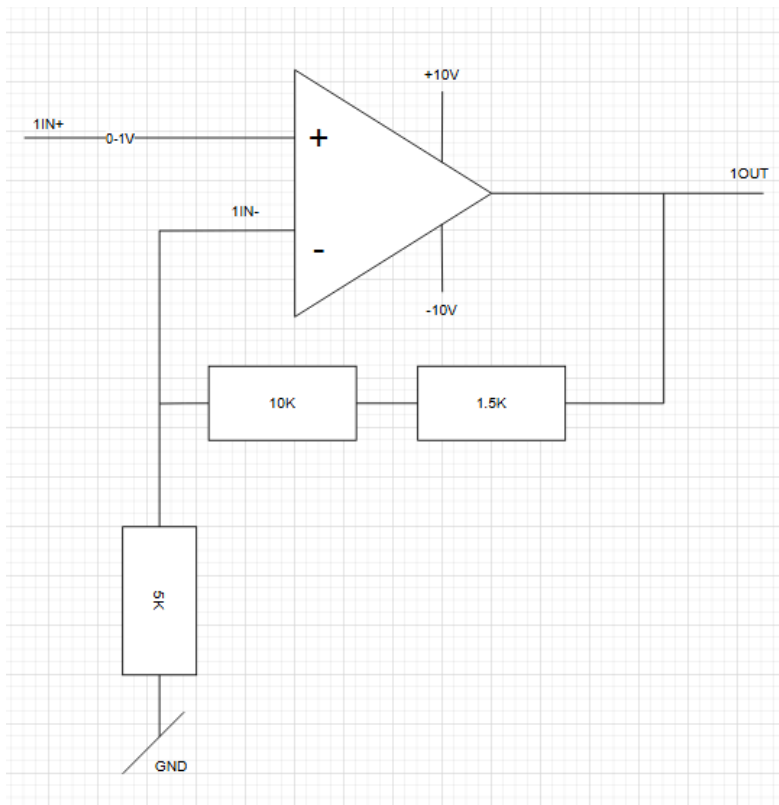 +10V
1IN+
0-1V
+
1OUT
1IN-
-
-10V
10K
1.5K
5K
GND